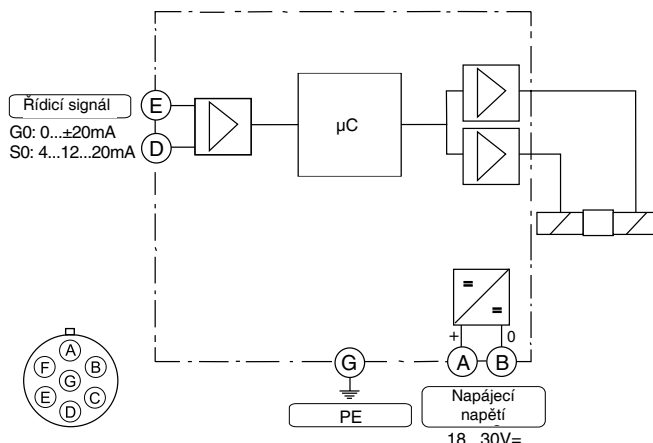 Řídicí signál
G0: 0...±20mA
S0: 4...12...20mA
E
D
µC
=
=
+
0
G
A
B
PE
Napájecí
napětí
18...30V=
A
F
B
G
E
C
D